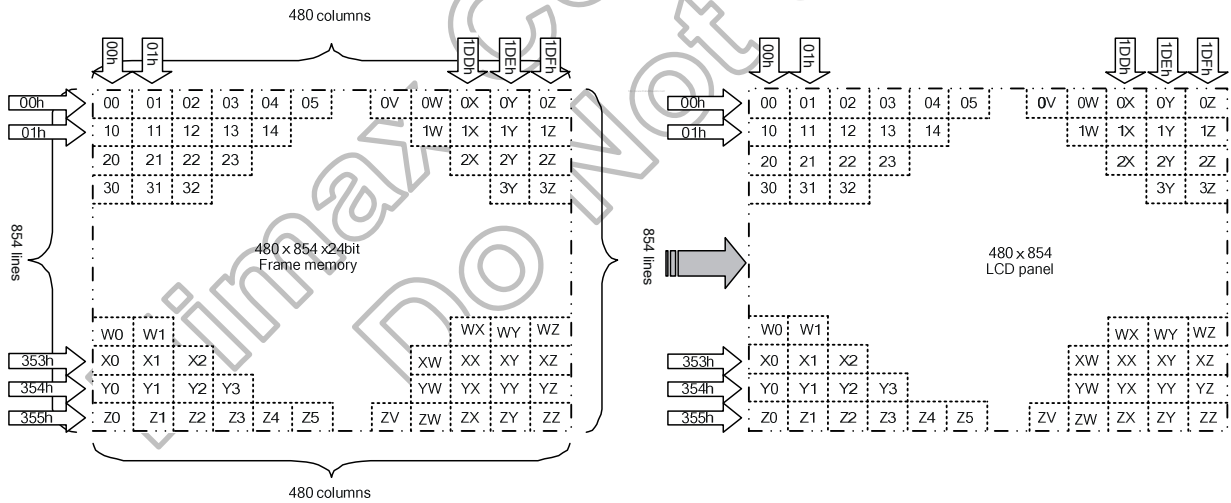 480 columns
00h 01h 1DDh 1DEh 1DFh 00h 01h 1DDh 1DEh 1DFh
00h 00 01 02 03 04 05 0V 0W 0X 0Y 0Z 00h 00 01 02 03 04 05 0V 0W 0X 0Y 0Z
01h 10 11 12 13 14 1W 1X 1Y 1Z 01h 10 11 12 13 14 1W 1X 1Y 1Z
20 21 22 23 2X 2Y 2Z 20 21 22 23 2X 2Y 2Z
30 31 32 3Y 3Z 30 31 32 3Y 3Z
854 lines 480 x 854 x24bit 854 lines 480 x 854
Frame memory LCD panel
W0 W1 WX WY WZ W0 W1 WX WY WZ
353h X0 X1 X2 XW XX XY XZ 353h X0 X1 X2 XW XX XY XZ
354h Y0 Y1 Y2 Y3 YW YX YY YZ 354h Y0 Y1 Y2 Y3 YW YX YY YZ
355h Z0 Z1 Z2 Z3 Z4 Z5 ZV ZW ZX ZY ZZ 355h Z0 Z1 Z2 Z3 Z4 Z5 ZV ZW ZX ZY ZZ
480 columns
Himax
Do Not